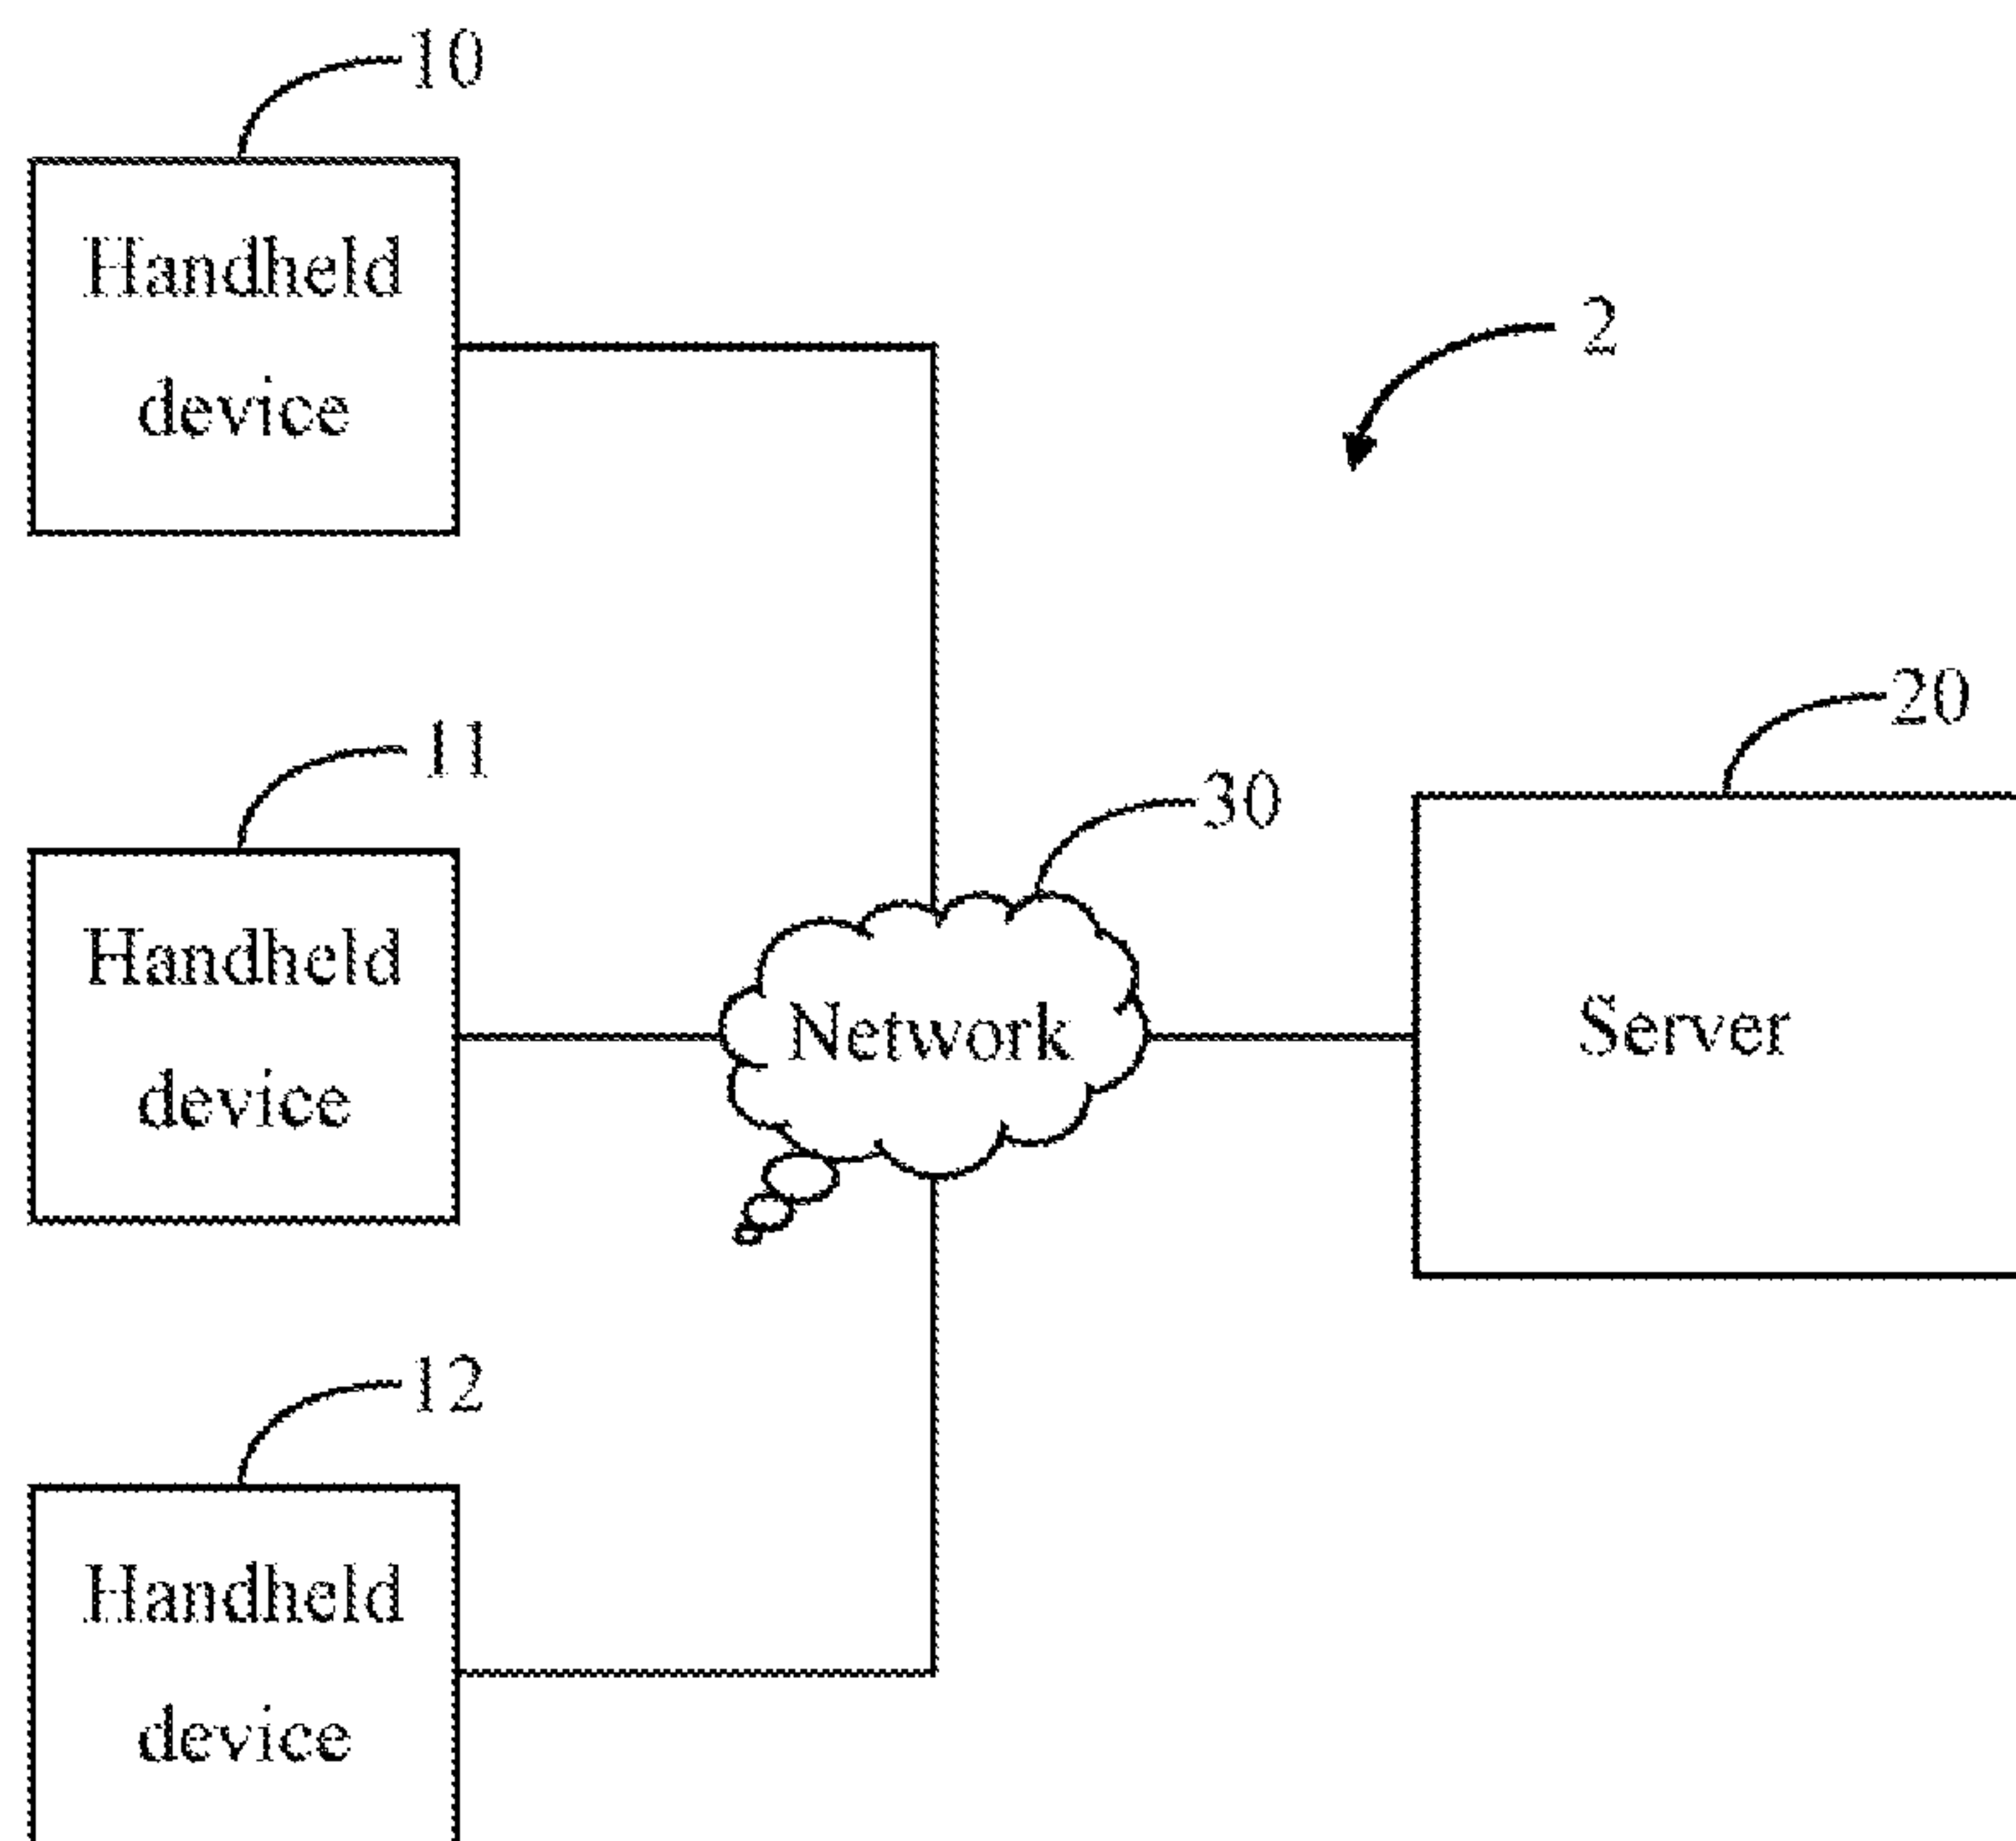 10
Handheld
device
2
11
Handheld
device
30
Network
20
Server
12
Handheld
device